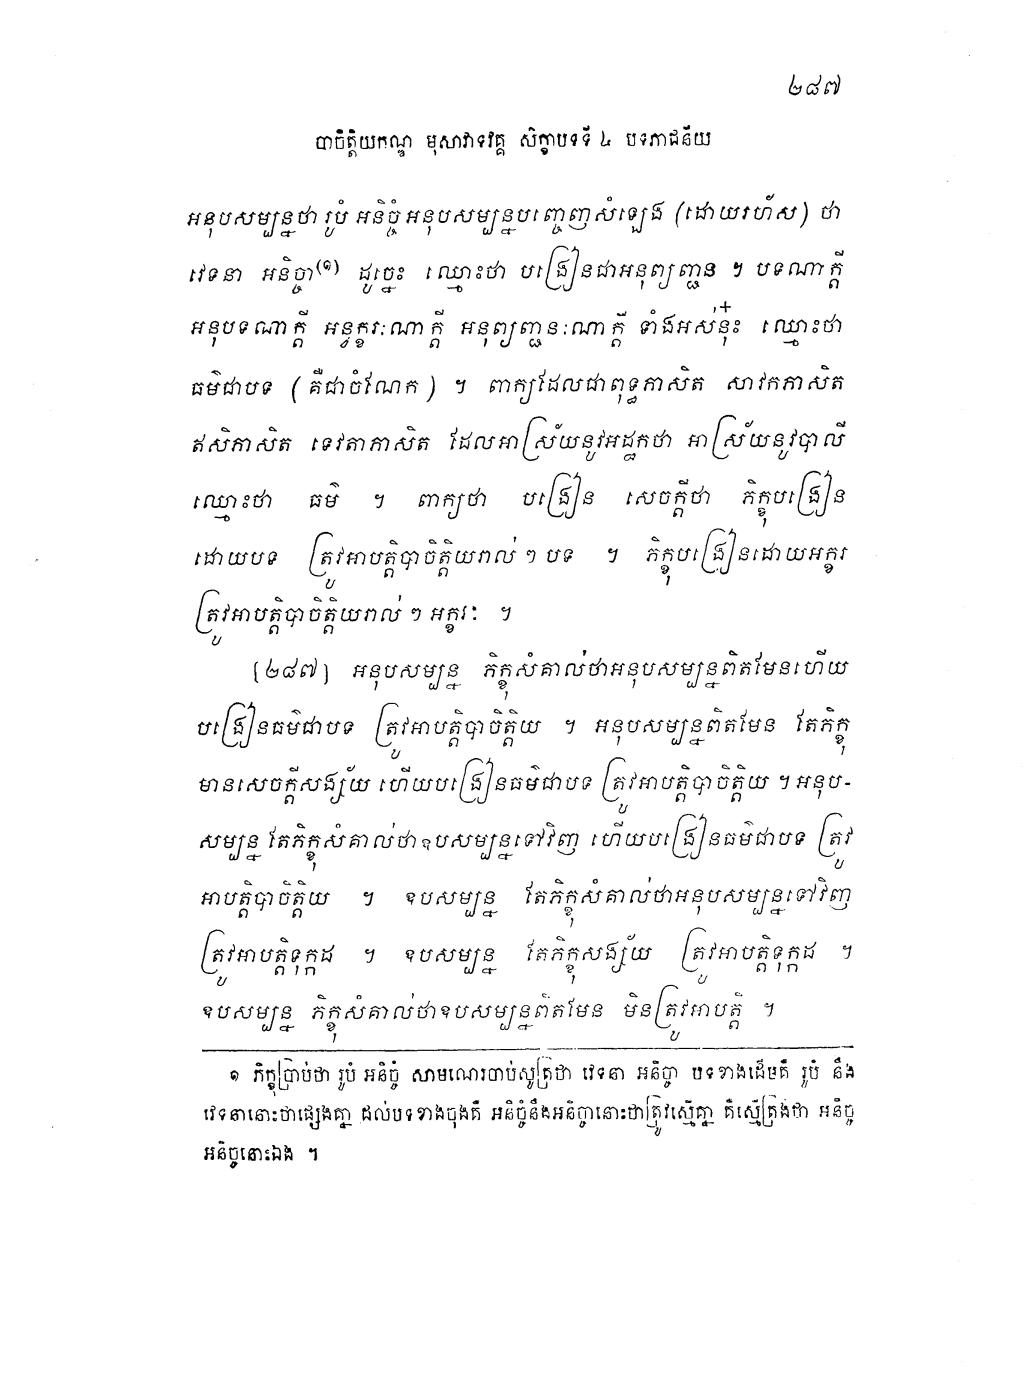 ២៨៧
បាចិត្តិយកណ្ឌ មុសាវាទវគ្គ សិក្ខាបទទី ៤ បទភាជនីយ
អនុបសម្បន្នថា រូបំ អនិច្ចំ អនុបសម្បន្នបញ្ចេញសំឡេង (ដោយរហ័ស) ថា
វេទនា អនិច្ចា(១) ដូច្នេះ ឈ្មោះថា បង្រៀនជាអនុព្យញ្ជន ។ បទណាក្តី
អនុបទណាក្តី អន្វក្ខរៈណាក្តី អនុព្យញ្ជនៈណាក្តី ទាំងអស់នុ៎ះ ឈ្មោះថា
ធម៌ជាបទ (គឺជាចំណែក) ។ ពាក្យដែលជាពុទ្ធភាសិត សាវកភាសិត
ឥសិភាសិត ទេវតាភាសិត ដែលអាស្រ័យនូវអដ្ឋកថា អាស្រ័យនូវបាលី
ឈ្មោះថា ធម៌ ។ ពាក្យថា បង្រៀន សេចក្តីថា ភិក្ខុបង្រៀន
ដោយបទ ត្រូវអាបត្តិបាចិត្តិយរាល់ ៗ បទ ។ ភិក្ខុបង្រៀនដោយអក្ខរ
ត្រូវអាបត្តិបាចិត្តិយរាល់ ៗ អក្ខរៈ ។
[២៨៧] អនុបសម្បន្ន ភិក្ខុសំគាល់ថាអនុបសម្បន្នពិតមែនហើយ
បង្រៀនធម៌ជាបទ ត្រូវអាបត្តិបាចិត្តិយ ។ អនុបសម្បន្នពិតមែន តែភិក្ខុ
មានសេចក្តីសង្ស័យ ហើយបង្រៀនធម៌ជាបទ ត្រូវអាបត្តិបាចិត្តិយ ។ អនុប-
សម្បន្ន តែភិក្ខុសំគាល់ថាឧបសម្បន្នទៅវិញ ហើយបង្រៀនធម៌ជាបទ ត្រូវ
អាបត្តិបាចិត្តិយ ។ ឧបសម្បន្ន តែភិក្ខុសំគាល់ថាអនុបសម្បន្នទៅវិញ
ត្រូវអាបត្តិទុក្កដ ។ ឧបសម្បន្ន តែភិក្ខុសង្ស័យ ត្រូវអាបត្តិទុក្កដ ។
ឧបសម្បន្ន ភិក្ខុសំគាល់ថាឧបសម្បន្នពិតមែន មិនត្រូវអាបត្តិ ។
១ ភិក្ខុប្រាប់ថា រូបំ អនិច្ចំ សាមណេរចាប់សូត្រថា វេទនា អនិច្ចា បទខាងដើមគឺ រូបំ នឹង
វេទនានោះថាផ្សេងគ្នា ដល់បទខាងចុងគឺ អនិច្ចំនឹងអនិច្ចានោះថាត្រូវស្មើគ្នា គឺស្មើត្រង់ថា អនិច្ច
អនិច្ចនោះឯង ។